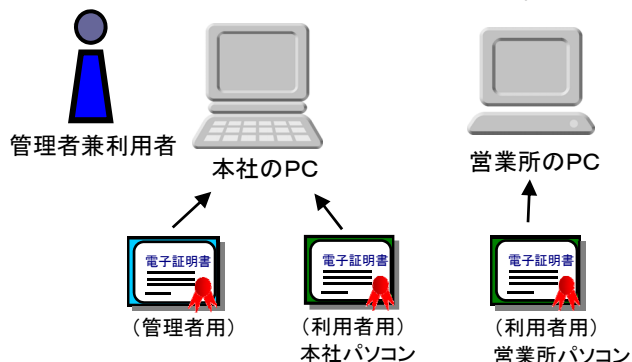 管理者兼利用者
本社のPC
営業所のPC
電子証明書
電子証明書
電子証明書
(管理者用)
(利用者用)
本社パソコン
(利用者用)
営業所パソコン